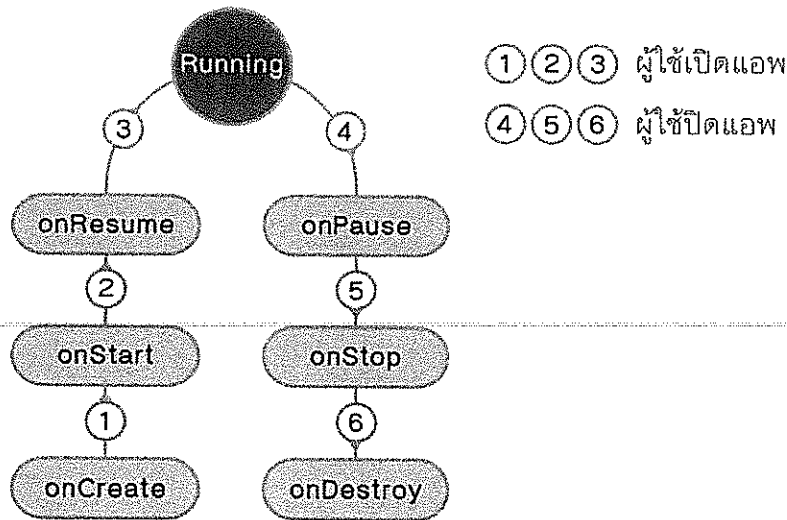 Running
①②③ ผู้ใช้เปิดแอพ
3
4
④⑤⑥ ผู้ใช้ปิดแอพ
onResume
onPause
2
5
onStart
onStop
1
6
onCreate
onDestroy